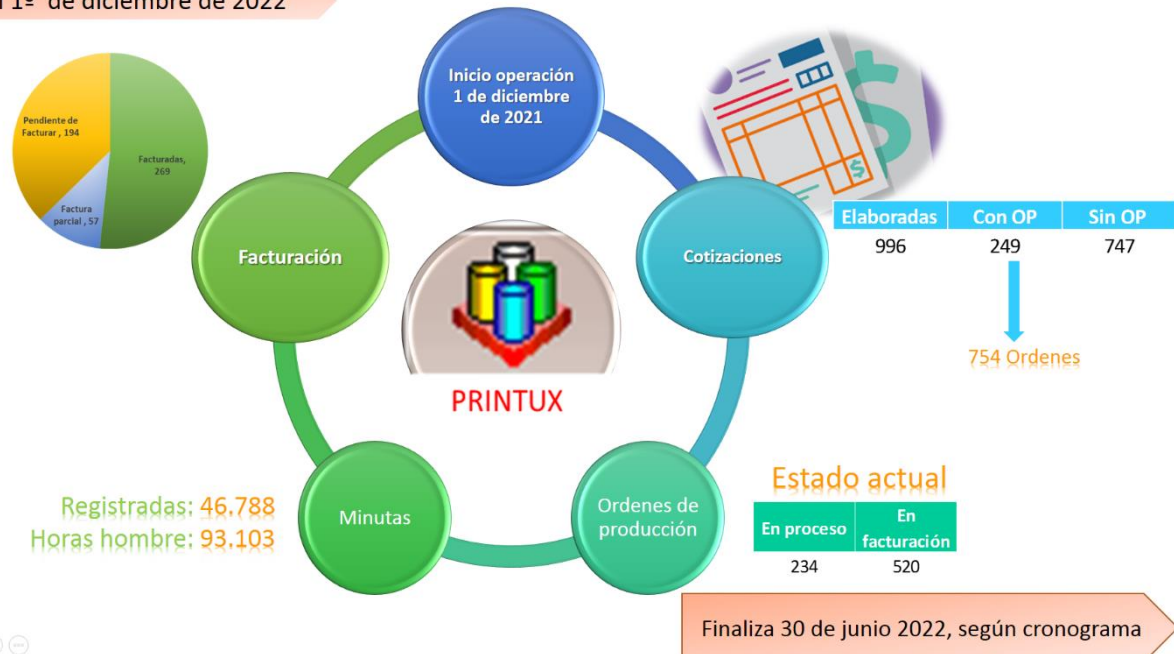 1º de diciembre de 2022
Inicio operación
1 de diciembre
de 2021
Pendiente de
Facturar , 194
Facturadas,
269
Factura
parcial , 57
Facturación
Cotizaciones
Elaboradas Con OP Sin OP
996 249 747
754 Ordenes
PRINTUX
Registradas: 46.788
Horas hombre: 93.103
Minutas
Ordenes de
producción
Estado actual
En proceso En
facturación
234 520
Finaliza 30 de junio 2022, según cronograma